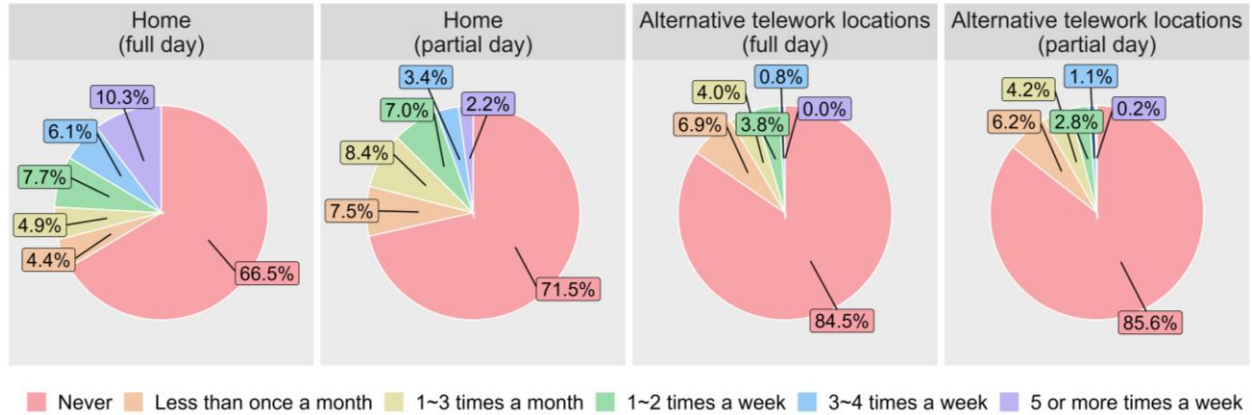 Home
(full day)
Home
(partial day)
Alternative telework locations
(full day)
Alternative telework locations
(partial day)
10.3%
6.1%
7.7%
4.9%
4.4%
66.5%
3.4%
7.0%
2.2%
8.4%
7.5%
71.5%
0.8%
4.0%
0.0%
6.9%
3.8%
84.5%
1.1%
4.2%
0.2%
6.2%
2.8%
85.6%
Never
Less than once a month
1~3 times a month
1~2 times a week
3~4 times a week
5 or more times a week